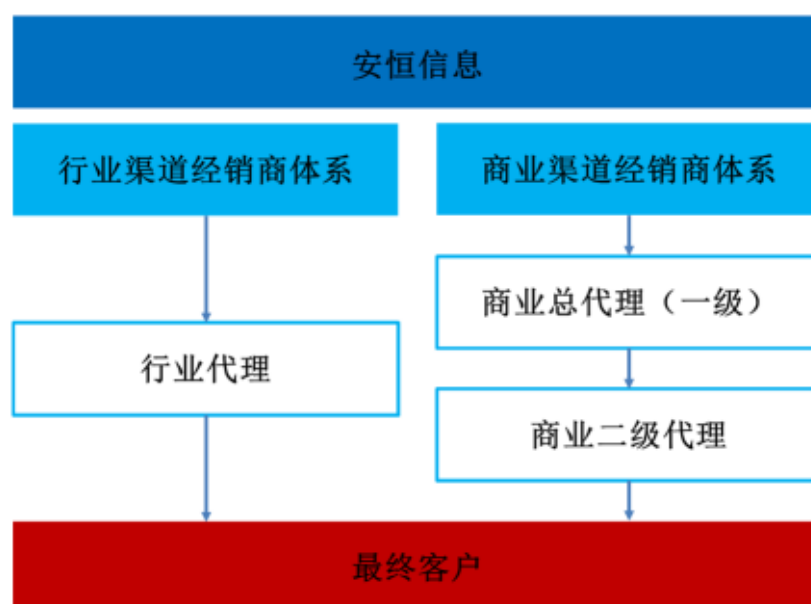 安恒信息
行业渠道经销商体系
商业渠道经销商体系
商业总代理（一级）
行业代理
商业二级代理
最终客户